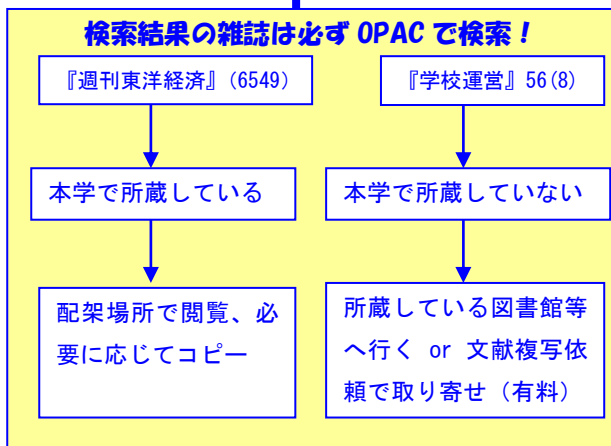 検索結果の雑誌は必ず OPAC で検索！
『週刊東洋経済』(6549)
『学校運営』56(8)
本学で所蔵している
本学で所蔵していない
配架場所で閲覧、必
要に応じてコピー
所蔵している図書館等
へ行く or 文献複写依
頼で取り寄せ（有料）